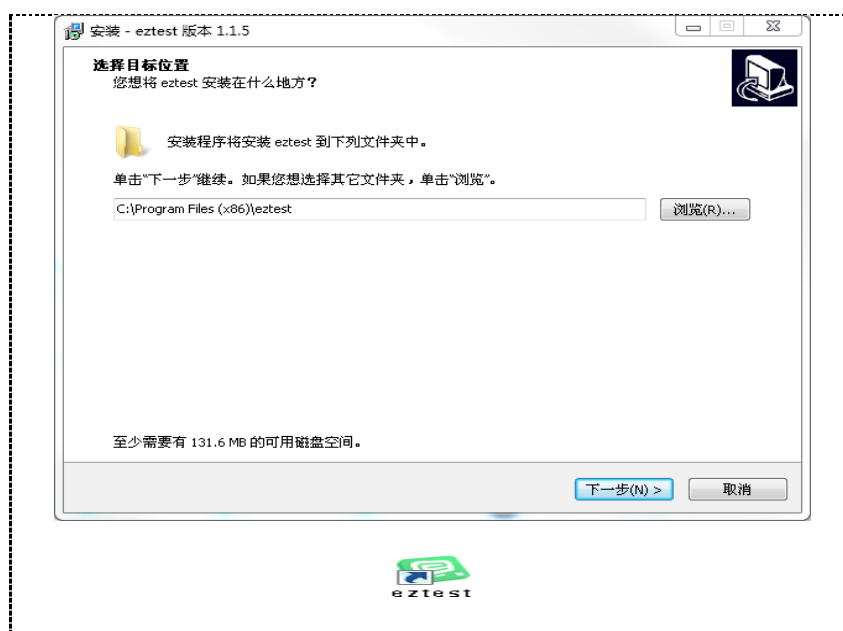 安装 - eztest 版本 1.1.5
选择目标位置
您想将 eztest 安装在什么地方？
安装程序将安装 eztest 到下列文件夹中。
单击“下一步”继续。如果您想选择其它文件夹，单击“浏览”。
C:\Program Files (x86)\eztest
浏览(R)...
至少需要有 131.6 MB 的可用磁盘空间。
下一步(N) >
取消
eztest